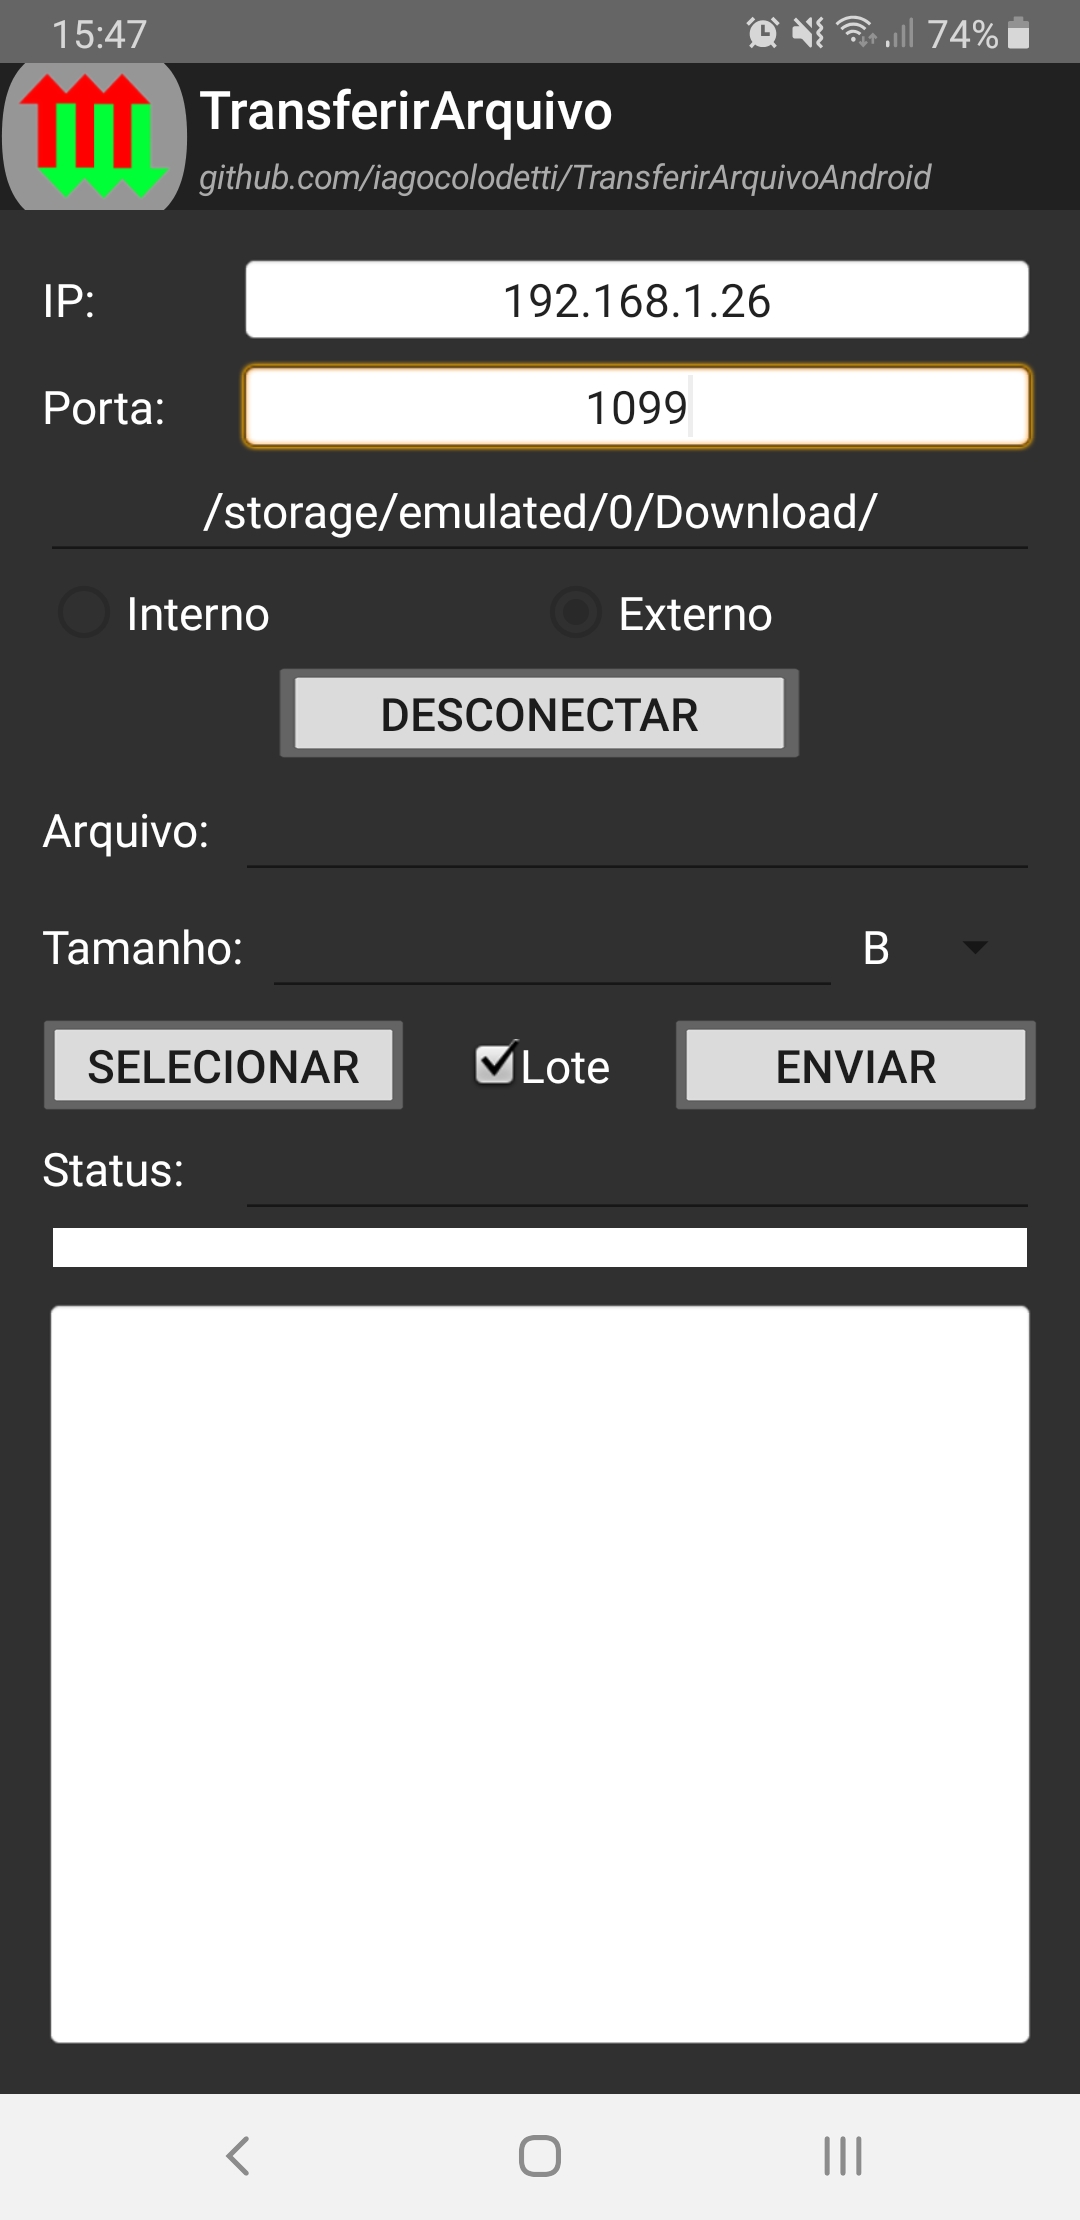 15:47 74%
TransferirArquivo
github.com/iagocolodetti/TransferirArquivoAndroid
IP: 192.168.1.26
Porta: 1099
/storage/emulated/0/Download/
Interno Externo
DESCONECTAR
Arquivo:
Tamanho: B
SELECIONAR Lote ENVIAR
Status: